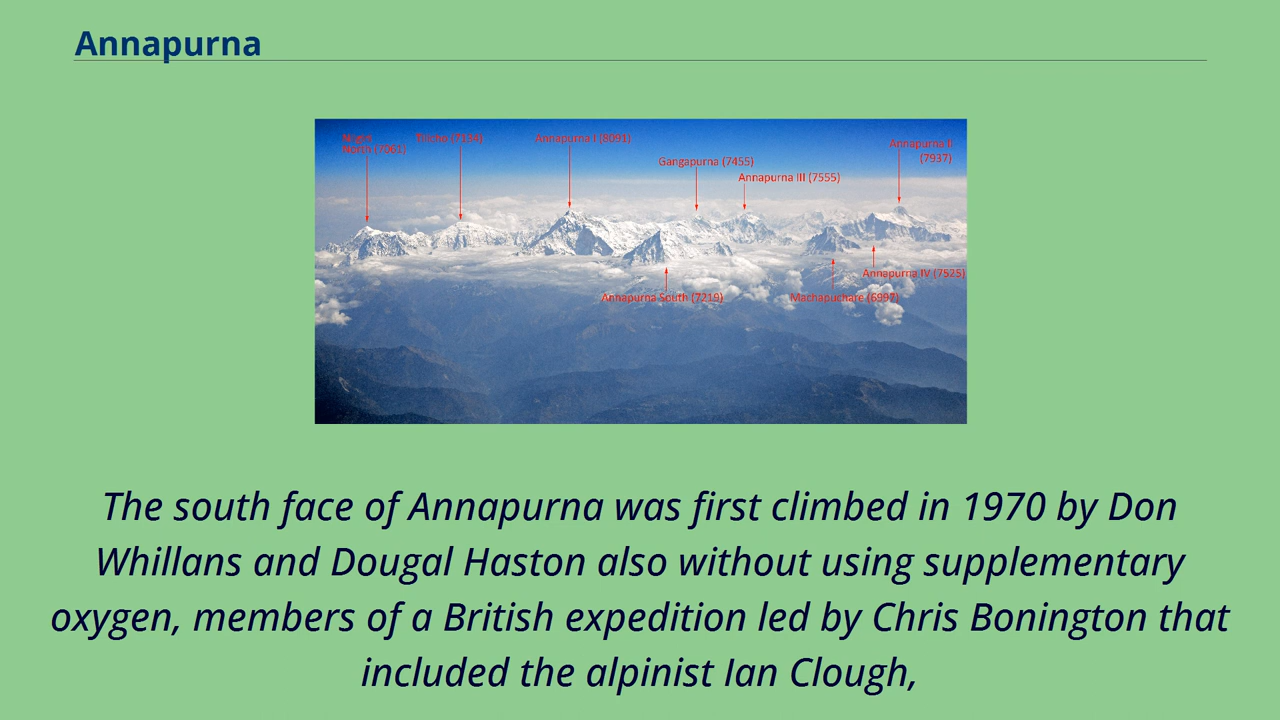 Annapurna
Nilgiri
North (7061)
Tilicho (7134)
Annapurna I (8091)
Gangapurna (7455)
Annapurna III (7555)
Annapurna II
(7937)
Annapurna IV (7525)
Annapurna South (7219)
Machapuchare (6997)
The south face of Annapurna was first climbed in 1970 by Don
Whillans and Dougal Haston also without using supplementary
oxygen, members of a British expedition led by Chris Bonington that
included the alpinist Ian Clough,